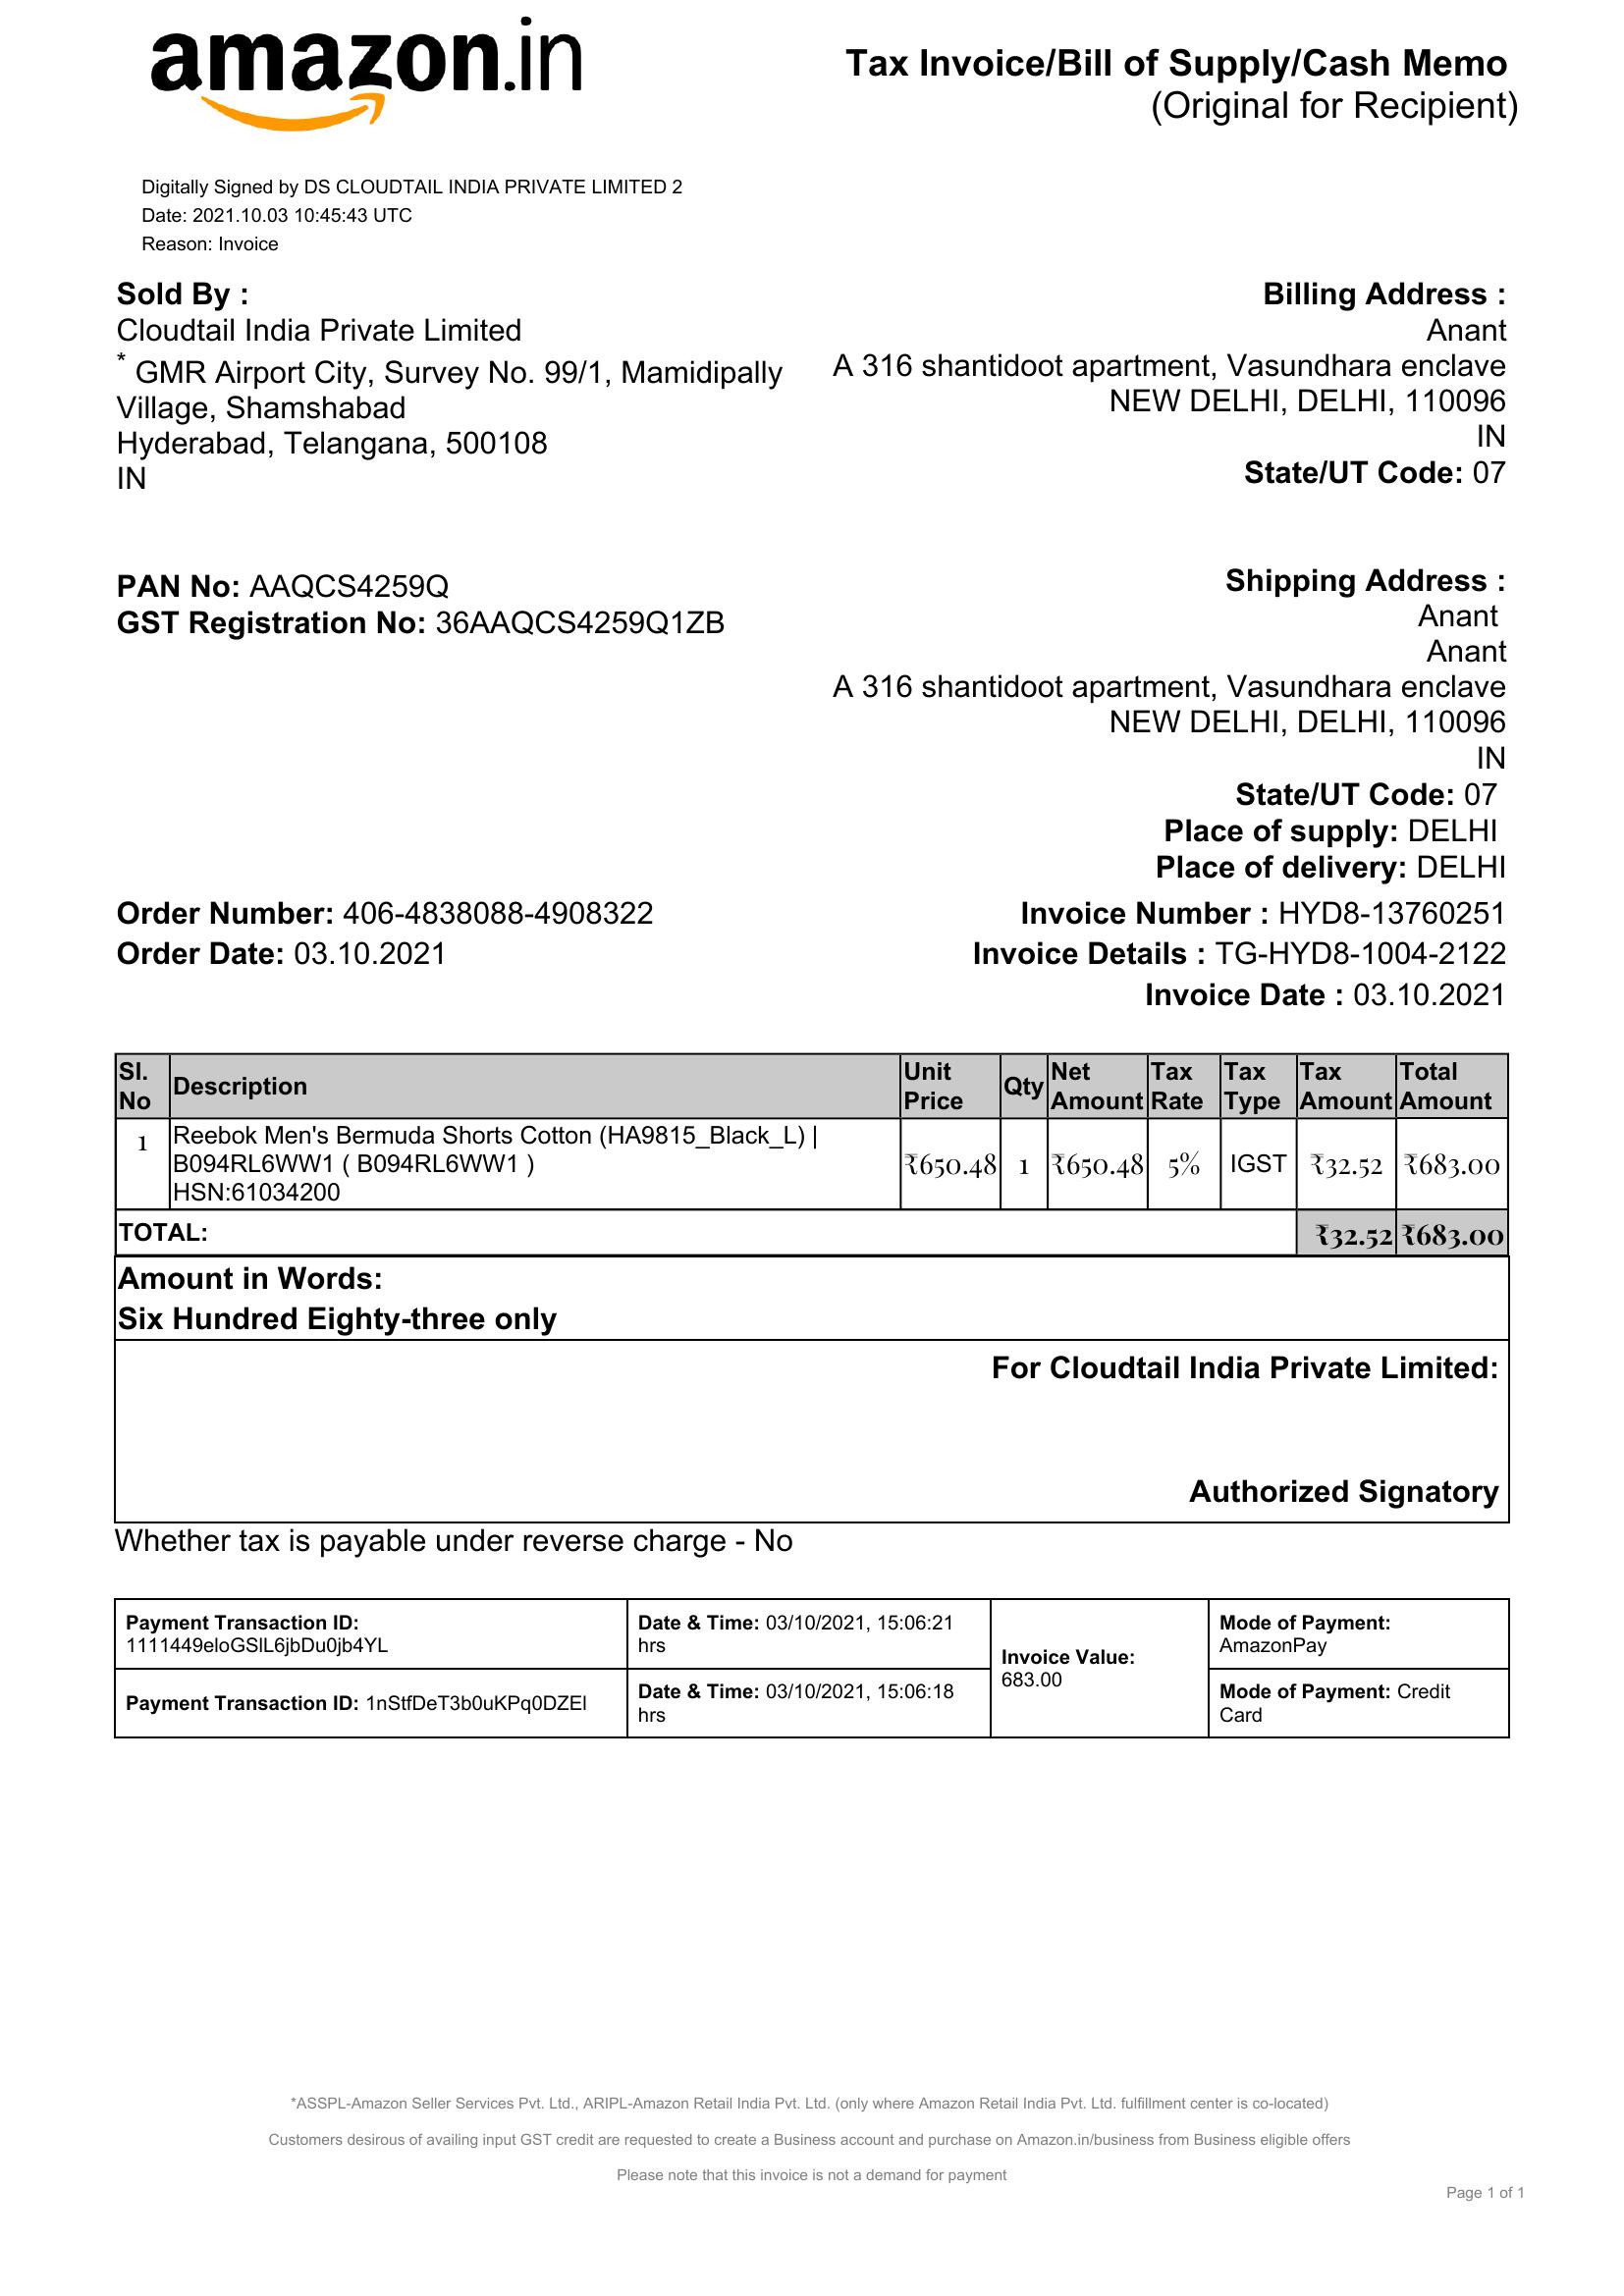 amazon.in
Tax Invoice/Bill of Supply/Cash Memo
(Original for Recipient)
Digitally Signed by DS CLOUDTAIL INDIA PRIVATE LIMITED 2
Date: 2021.10.03 10:45:43 UTC
Reason: Invoice
Sold By :
Cloudtail India Private Limited
* GMR Airport City, Survey No. 99/1, Mamidipally
Village, Shamshabad
Hyderabad, Telangana, 500108
IN
Billing Address :
Anant
A 316 shantidoot apartment, Vasundhara enclave
NEW DELHI, DELHI, 110096
IN
State/UT Code: 07
PAN No: AAQCS4259Q
GST Registration No: 36AAQCS4259Q1ZB
Shipping Address :
Anant
Anant
A 316 shantidoot apartment, Vasundhara enclave
NEW DELHI, DELHI, 110096
IN
State/UT Code: 07
Place of supply: DELHI
Place of delivery: DELHI
Order Number: 406-4838088-4908322
Order Date: 03.10.2021
Invoice Number : HYD8-13760251
Invoice Details : TG-HYD8-1004-2122
Invoice Date : 03.10.2021
Sl. No Description Unit Price Qty Net Amount Tax Rate Tax Type Tax Amount Total Amount
1 Reebok Men's Bermuda Shorts Cotton (HA9815_Black_L) |
B094RL6WW1 ( B094RL6WW1 )
HSN:61034200
₹650.48 1 ₹650.48 5% IGST ₹32.52 ₹683.00
TOTAL: ₹32.52 ₹683.00
Amount in Words:
Six Hundred Eighty-three only
For Cloudtail India Private Limited:
Authorized Signatory
Whether tax is payable under reverse charge - No
Payment Transaction ID:
1111449eloGSlL6jbDu0jb4YL
Date & Time: 03/10/2021, 15:06:21
hrs
Invoice Value:
683.00
Mode of Payment:
AmazonPay
Payment Transaction ID: 1nStfDeT3b0uKPq0DZEl
Date & Time: 03/10/2021, 15:06:18
hrs
Mode of Payment: Credit
Card
*ASSPL-Amazon Seller Services Pvt. Ltd., ARIPL-Amazon Retail India Pvt. Ltd. (only where Amazon Retail India Pvt. Ltd. fulfillment center is co-located)
Customers desirous of availing input GST credit are requested to create a Business account and purchase on Amazon.in/business from Business eligible offers
Please note that this invoice is not a demand for payment
Page 1 of 1